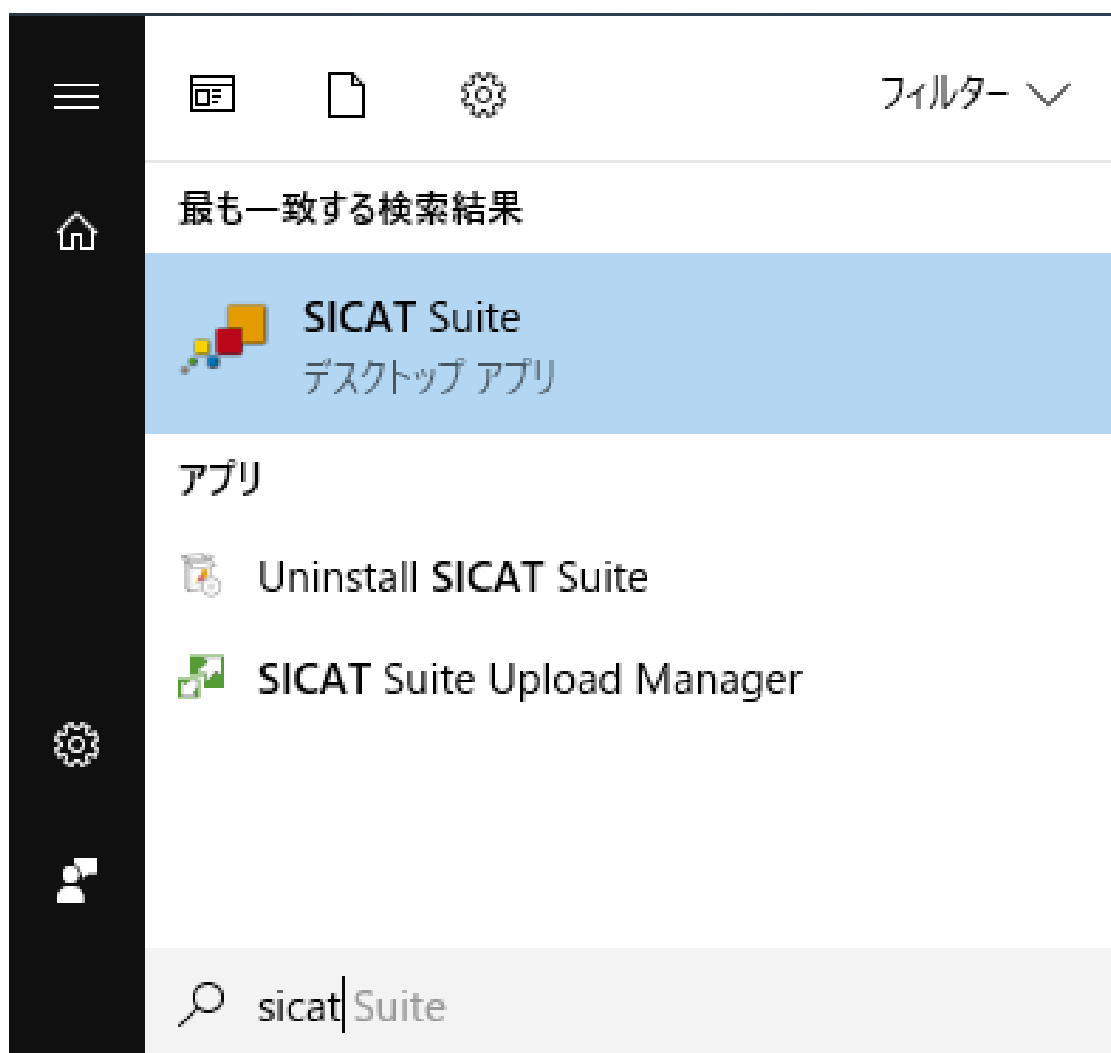 フィルター
最も一致する検索結果
SICAT Suite
デスクトップ アプリ
アプリ
Uninstall SICAT Suite
SICAT Suite Upload Manager
sicat Suite